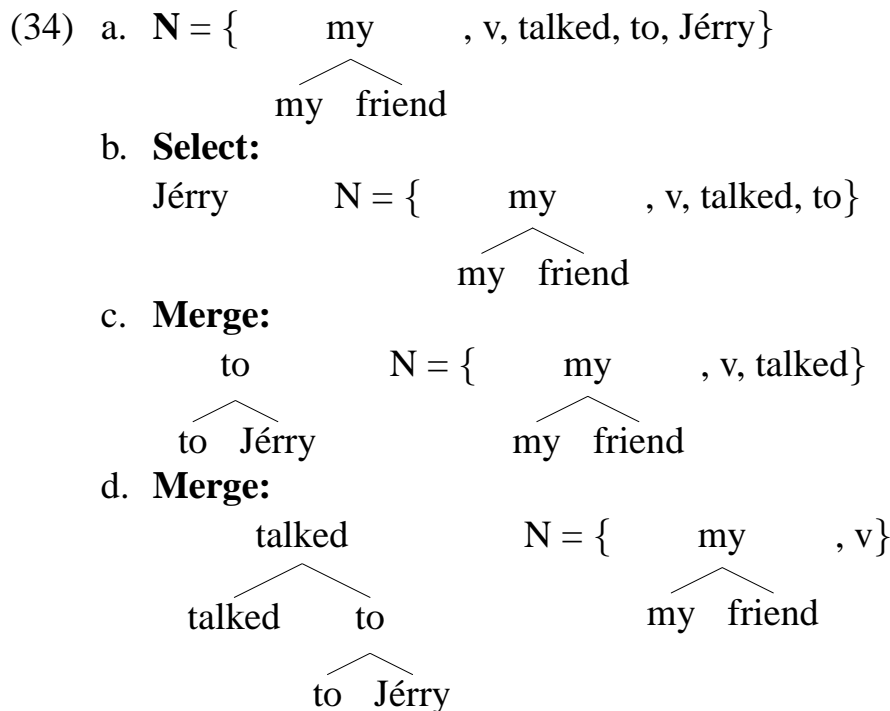 (34) a. N = { my , v, talked, to, Jérry}
my friend
b. Select:
Jérry N = { my , v, talked, to}
my friend
c. Merge:
to N = { my , v, talked}
to Jérry my friend
d. Merge:
talked N = { my , v}
talked to my friend
to Jérry